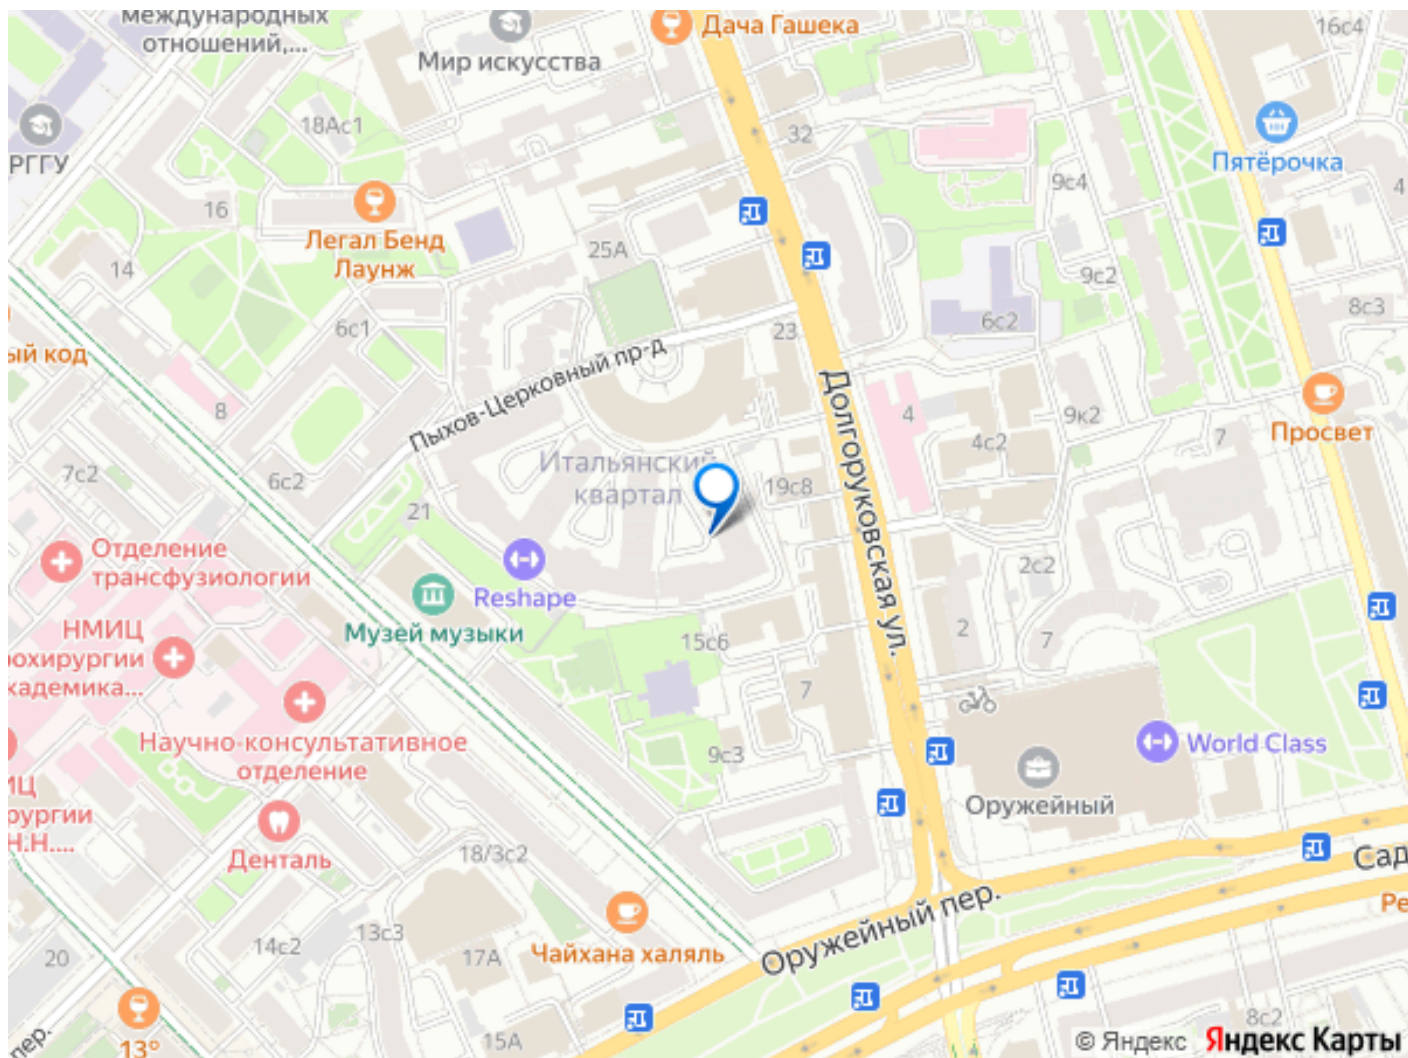 международных
отношений,...
Мир искусства
Дача Гашека
16с4
18Ас1
32
РГГУ
Пятёрочка
9с4
4
16
Легал Бенд
Лаунж
25А
14
9с2
8с3
6с1
6с2
23
ый код
Пыхов-Церковный пр-д
8
Долгоруковская ул.
4
9к2
4с2
7
Просвет
7с2
6с2
Итальянский
квартал
19с8
21
Отделение
трансфузиологии
Reshape
2с2
Музей музыки
НМИЦ
рохирургии
кадемика...
15с6
2
7
7
Научно-консультативное
отделение
9с3
World Class
Оружейный
ИЦ
рургии
Н.Н....
Денталь
18/3с2
Сад
Ре
Оружейный пер.
Чайхана халяль
13с3
14с2
17А
20
15А
8с2
13°
пер.
© Яндекс Яндекс Карты